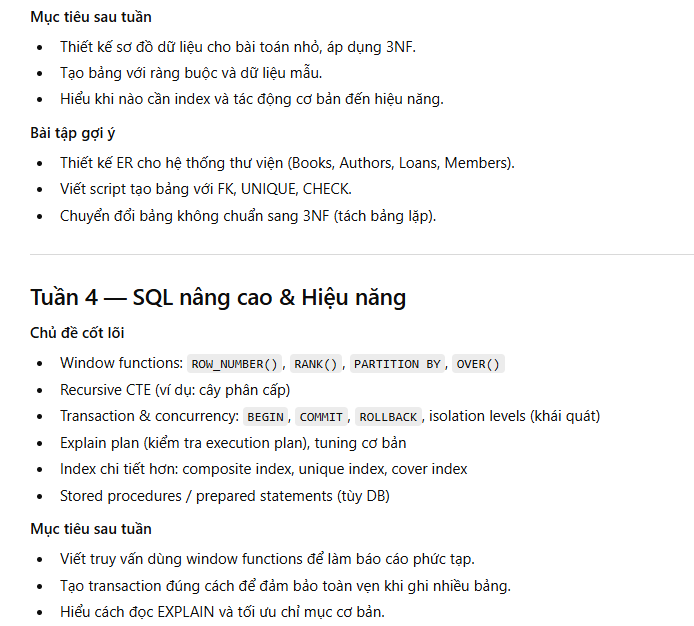 Mục tiêu sau tuần
• Thiết kế sơ đồ dữ liệu cho bài toán nhỏ, áp dụng 3NF.
• Tạo bảng với ràng buộc và dữ liệu mẫu.
• Hiểu khi nào cần index và tác động cơ bản đến hiệu năng.
Bài tập gợi ý
• Thiết kế ER cho hệ thống thư viện (Books, Authors, Loans, Members).
• Viết script tạo bảng với FK, UNIQUE, CHECK.
• Chuyển đổi bảng không chuẩn sang 3NF (tách bảng lặp).
Tuần 4 — SQL nâng cao & Hiệu năng
Chủ đề cốt lõi
• Window functions: ROW_NUMBER(), RANK(), PARTITION BY, OVER()
• Recursive CTE (ví dụ: cây phân cấp)
• Transaction & concurrency: BEGIN, COMMIT, ROLLBACK, isolation levels (khái quát)
• Explain plan (kiểm tra execution plan), tuning cơ bản
• Index chi tiết hơn: composite index, unique index, cover index
• Stored procedures / prepared statements (tùy DB)
Mục tiêu sau tuần
• Viết truy vấn dùng window functions để làm báo cáo phức tạp.
• Tạo transaction đúng cách để đảm bảo toàn vẹn khi ghi nhiều bảng.
• Hiểu cách đọc EXPLAIN và tối ưu chỉ mục cơ bản.